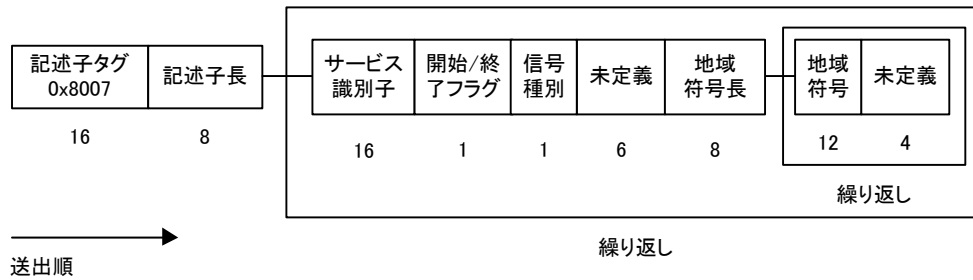 記述子タグ
0x8007
記述子長
サービス
識別子
開始/終
了フラグ
信号
種別
未定義
地域
符号長
地域
符号
未定義
16
8
16
1
1
6
8
12
4
繰り返し
繰り返し
送出順